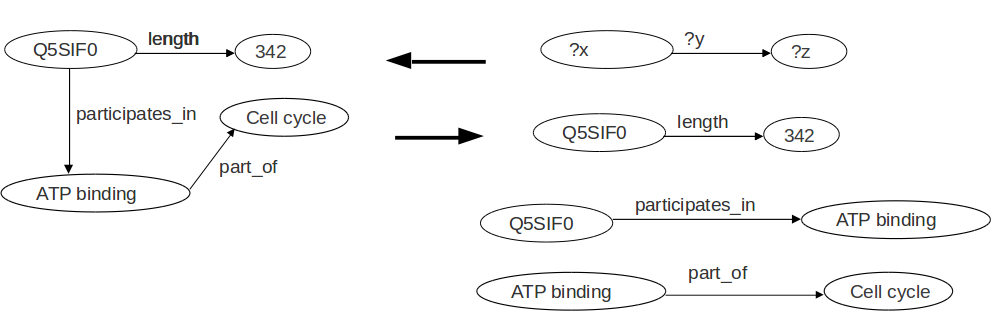 Q5SIF0 length 342
participates_in
Cell cycle
part_of
ATP binding
?x ?y ?z
Q5SIF0 length 342
Q5SIF0 participates_in ATP binding
ATP binding part_of Cell cycle